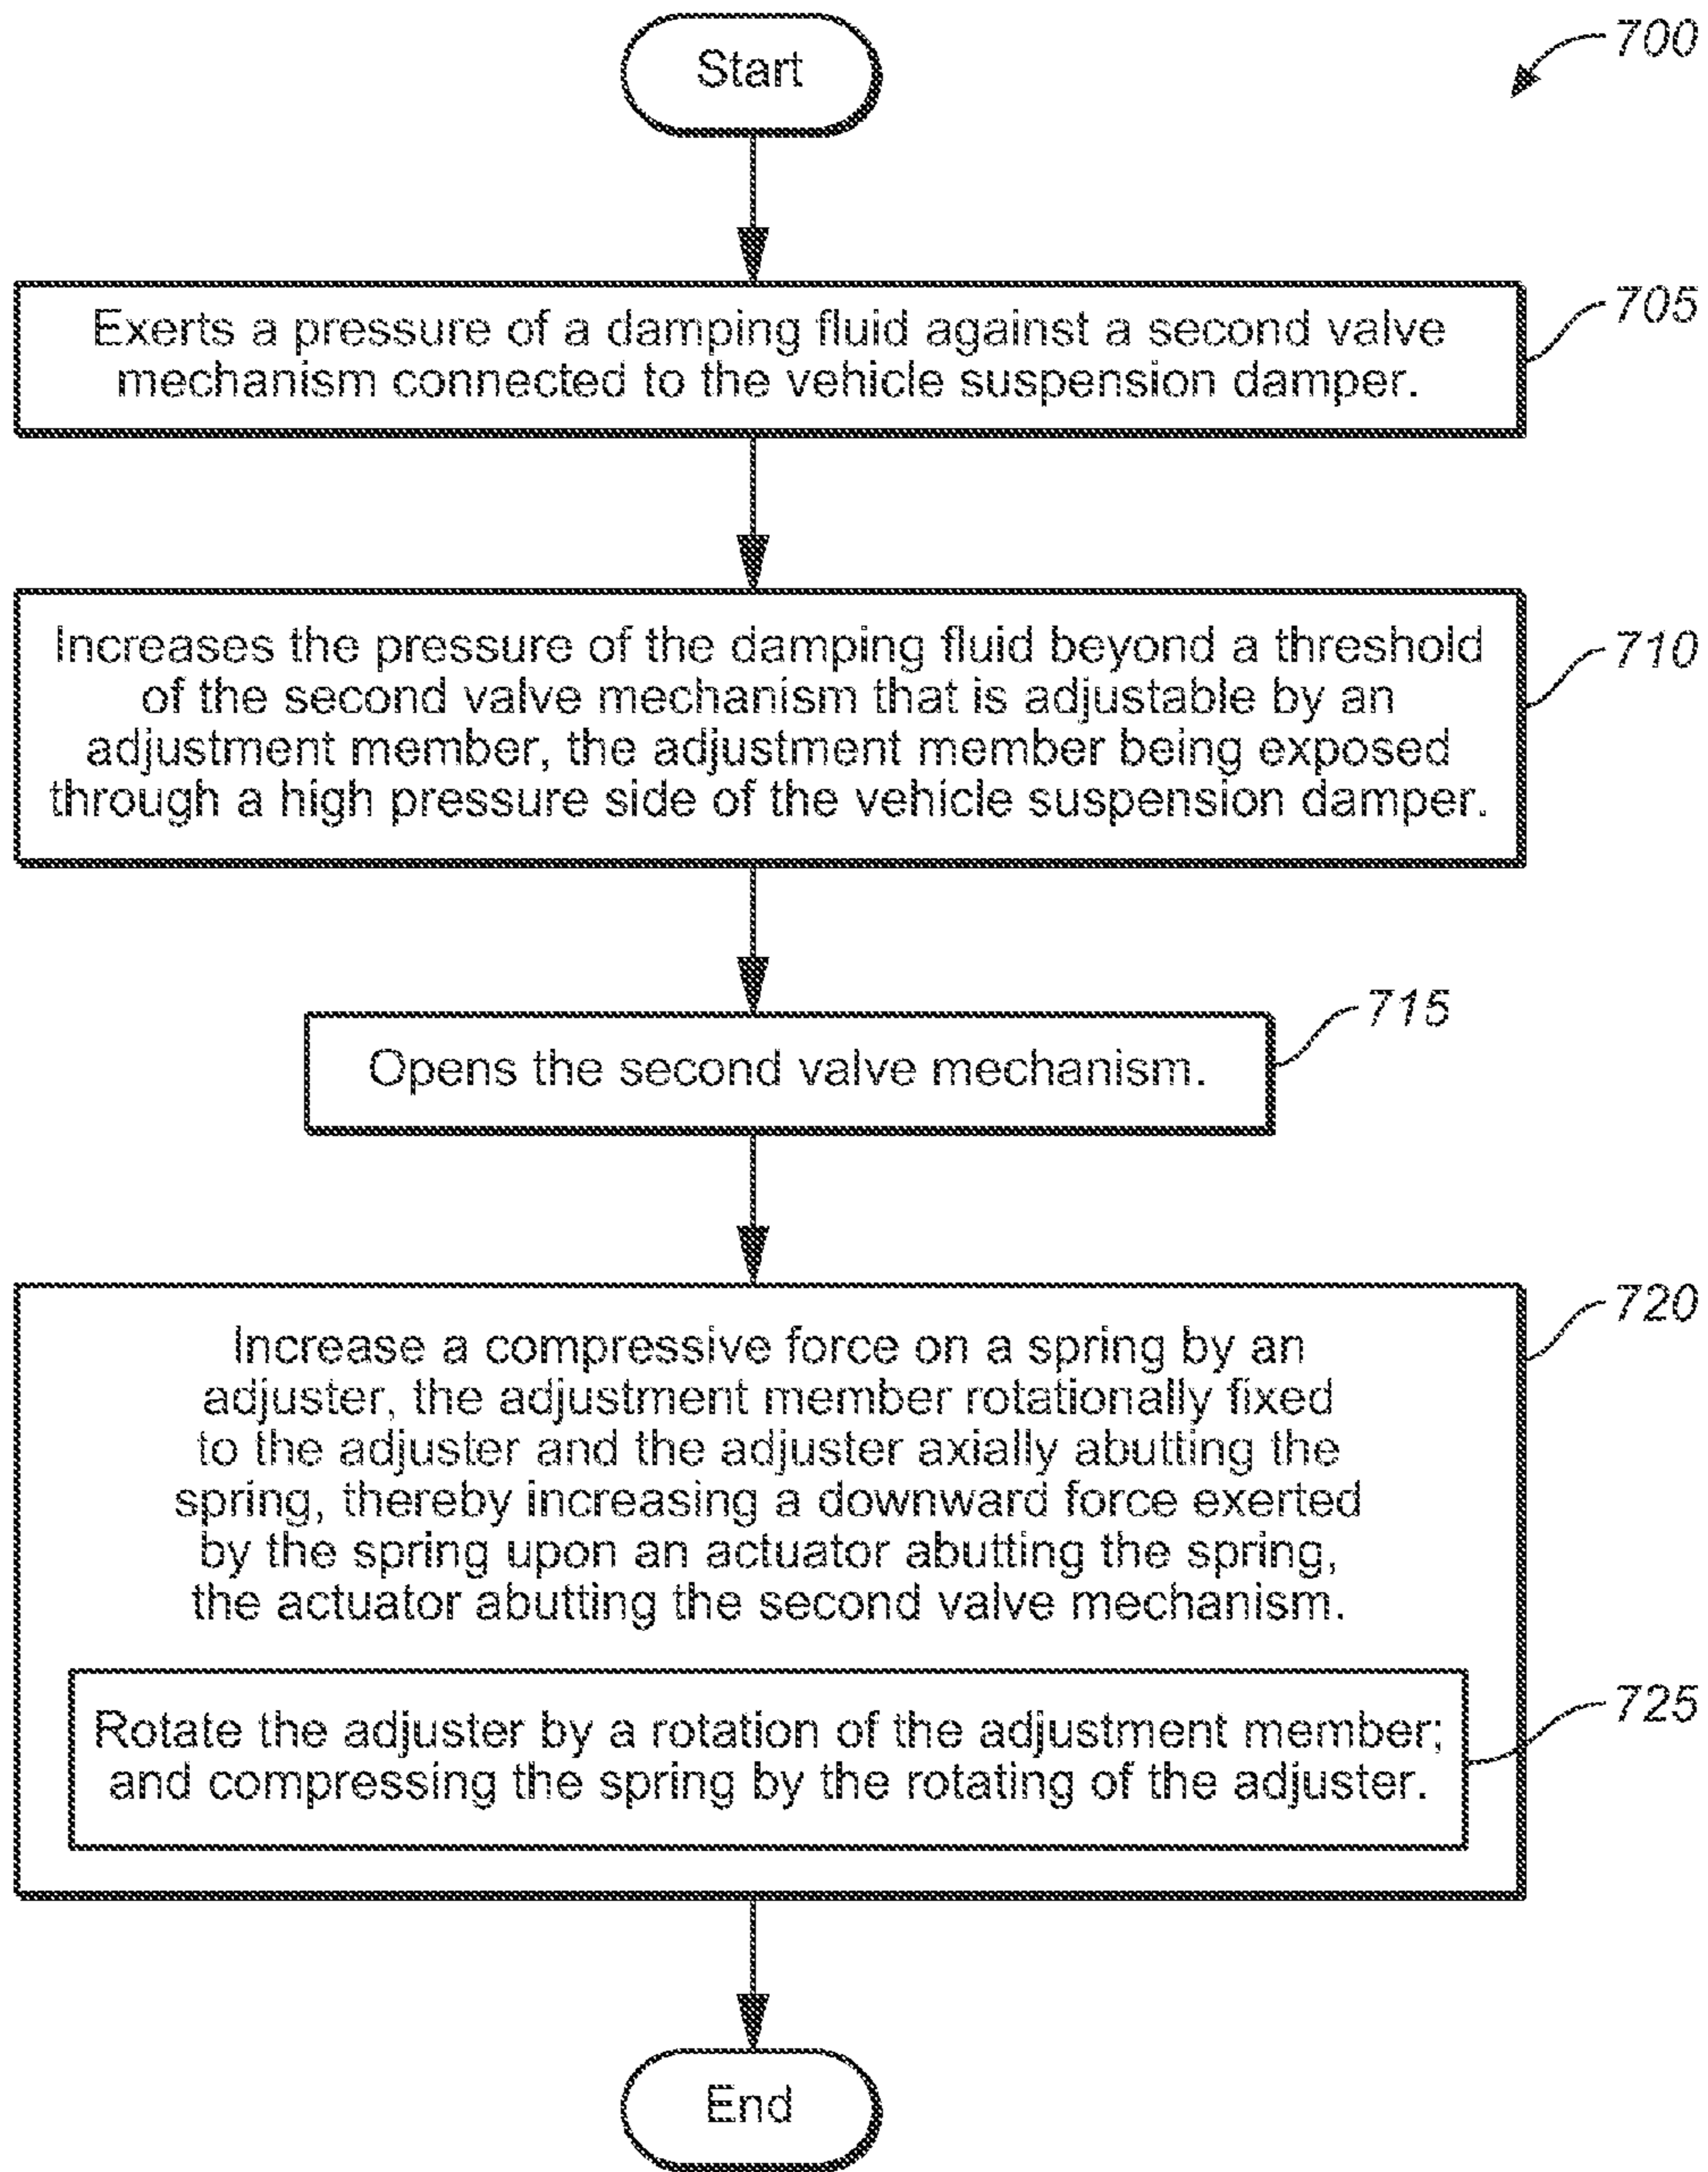 Start
700
Exerts a pressure of a damping fluid against a second valve
mechanism connected to the vehicle suspension damper.
705
Increases the pressure of the damping fluid beyond a threshold
of the second valve mechanism that is adjustable by an
adjustment member, the adjustment member being exposed
through a high pressure side of the vehicle suspension damper.
710
Opens the second valve mechanism.
715
Increase a compressive force on a spring by an
adjuster, the adjustment member rotationally fixed
to the adjuster and the adjuster axially abutting the
spring, thereby increasing a downward force exerted
by the spring upon an actuator abutting the spring,
the actuator abutting the second valve mechanism.
720
Rotate the adjuster by a rotation of the adjustment member;
and compressing the spring by the rotating of the adjuster.
725
End